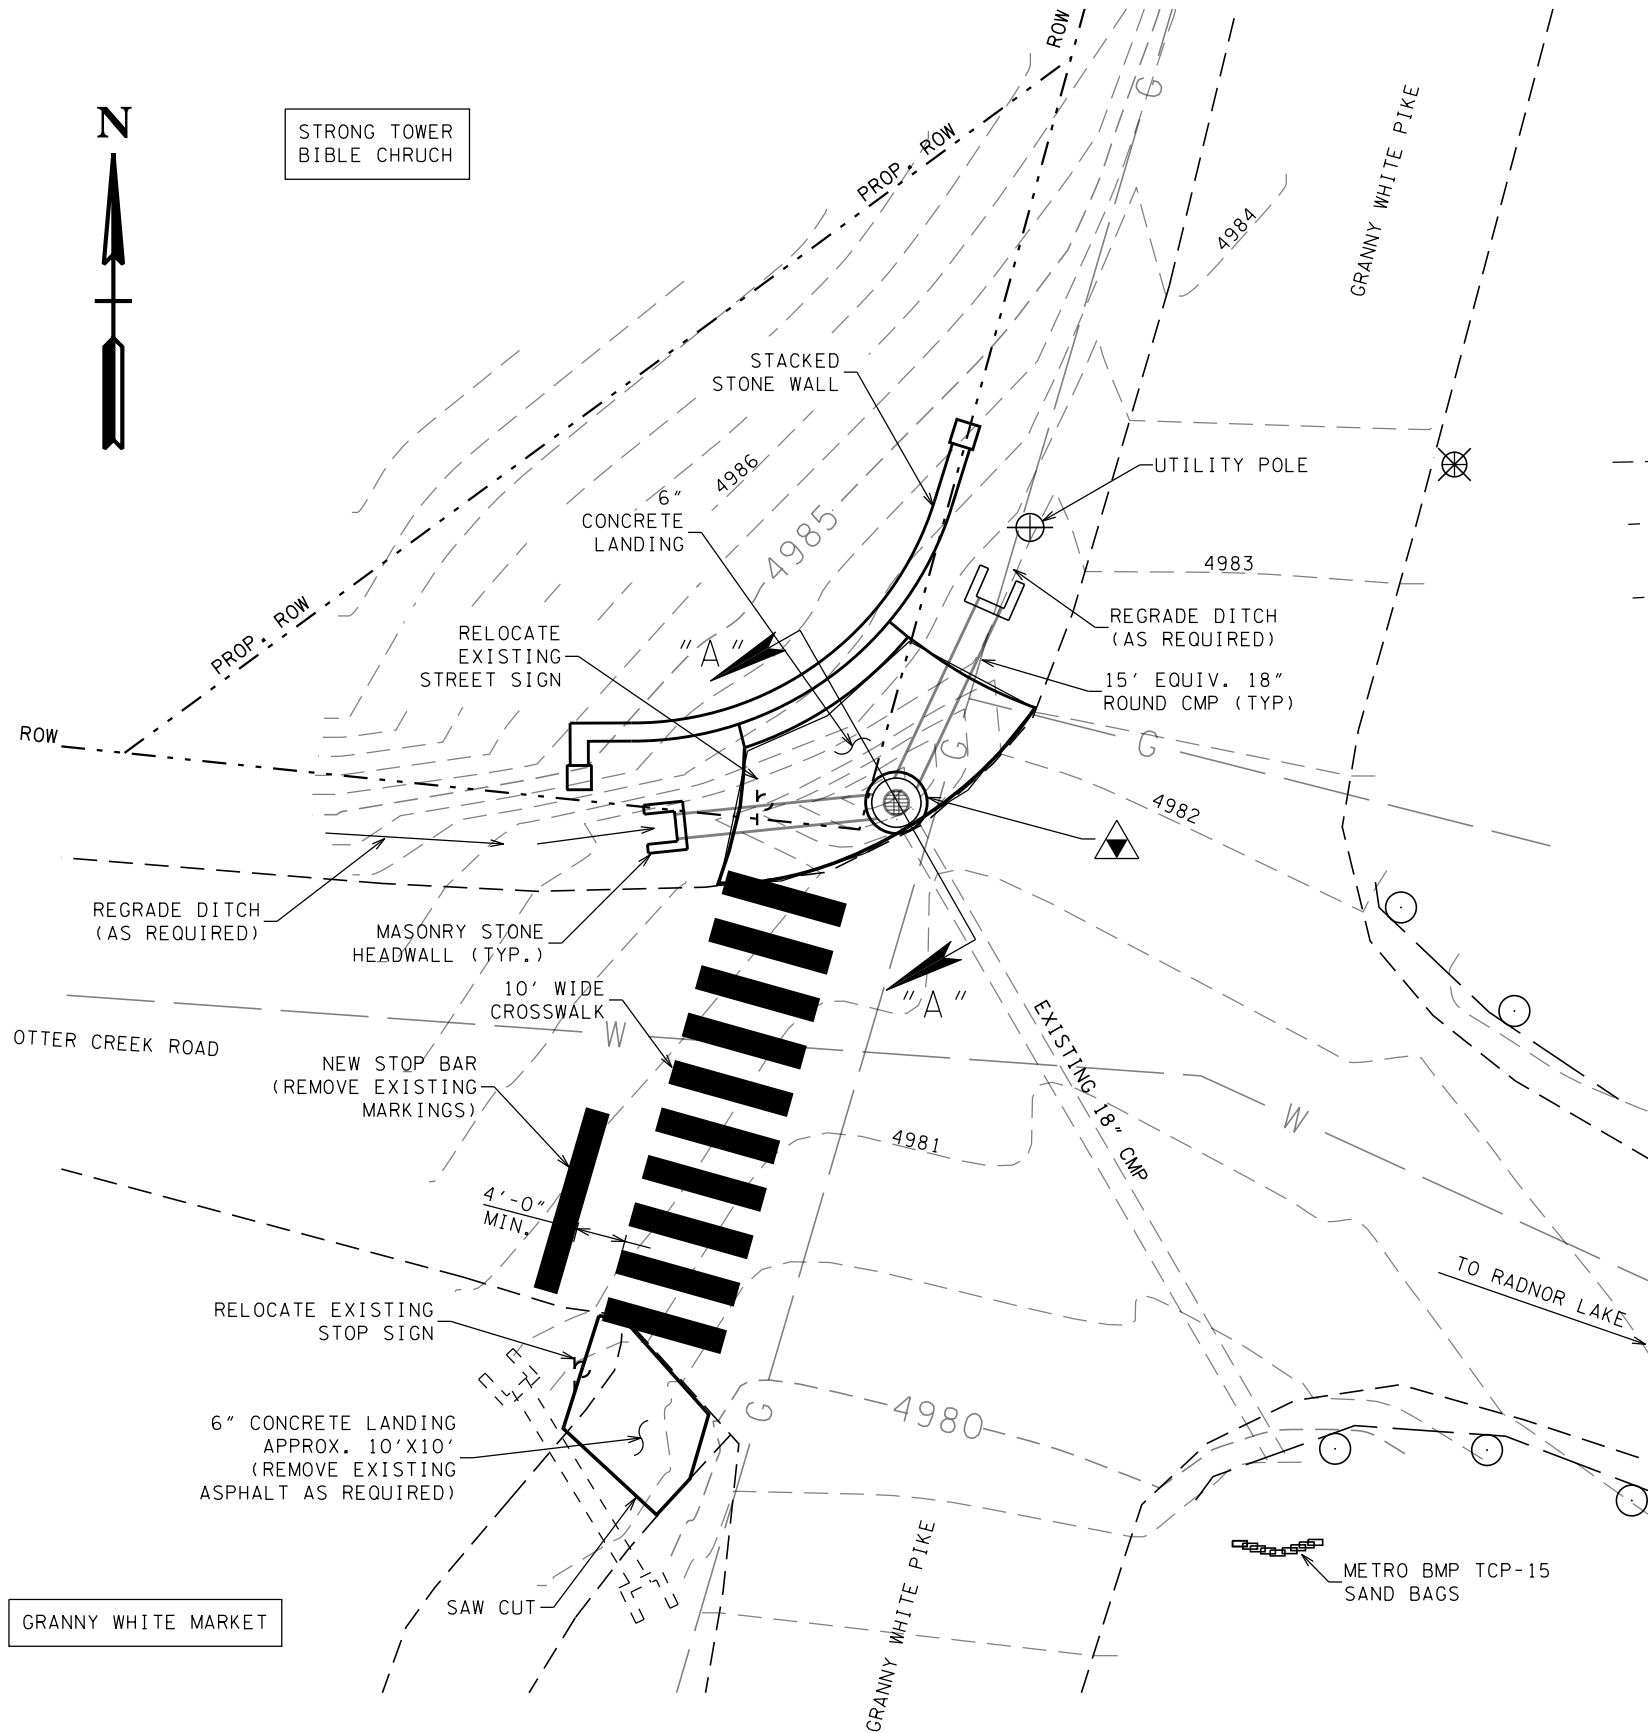 N
STRONG TOWER
BIBLE CHRUCH
ROW
PROP. ROW
G
GRANNY WHITE PIKE
4984
STACKED
STONE WALL
4986
UTILITY POLE
6"
CONCRETE
LANDING
4985
4983
PROP. ROW
RELOCATE
EXISTING
STREET SIGN
"A"
REGRADE DITCH
(AS REQUIRED)
15' EQUIV. 18"
ROUND CMP (TYP)
ROW
G
G
4982
REGRADE DITCH
(AS REQUIRED)
MASONRY STONE
HEADWALL (TYP.)
"A"
10' WIDE
CROSSWALK
OTTER CREEK ROAD
W
EXISTING 18" CMP
NEW STOP BAR
(REMOVE EXISTING
MARKINGS)
W
4981
4'-0"
MIN.
TO RADNOR LAKE
RELOCATE EXISTING
STOP SIGN
G
4980
6" CONCRETE LANDING
APPROX. 10'X10'
(REMOVE EXISTING
ASPHALT AS REQUIRED)
GRANNY WHITE PIKE
METRO BMP TCP-15
SAND BAGS
SAW CUT
GRANNY WHITE MARKET